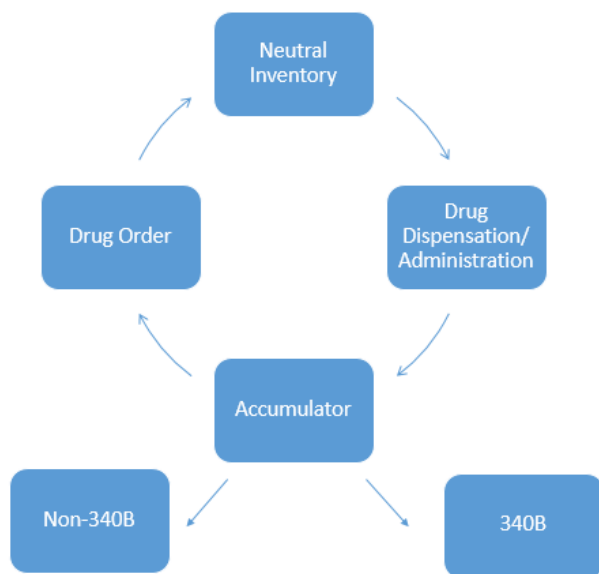 Neutral
Inventory
Drug Order
Drug
Dispensation/
Administration
Accumulator
Non-340B
340B